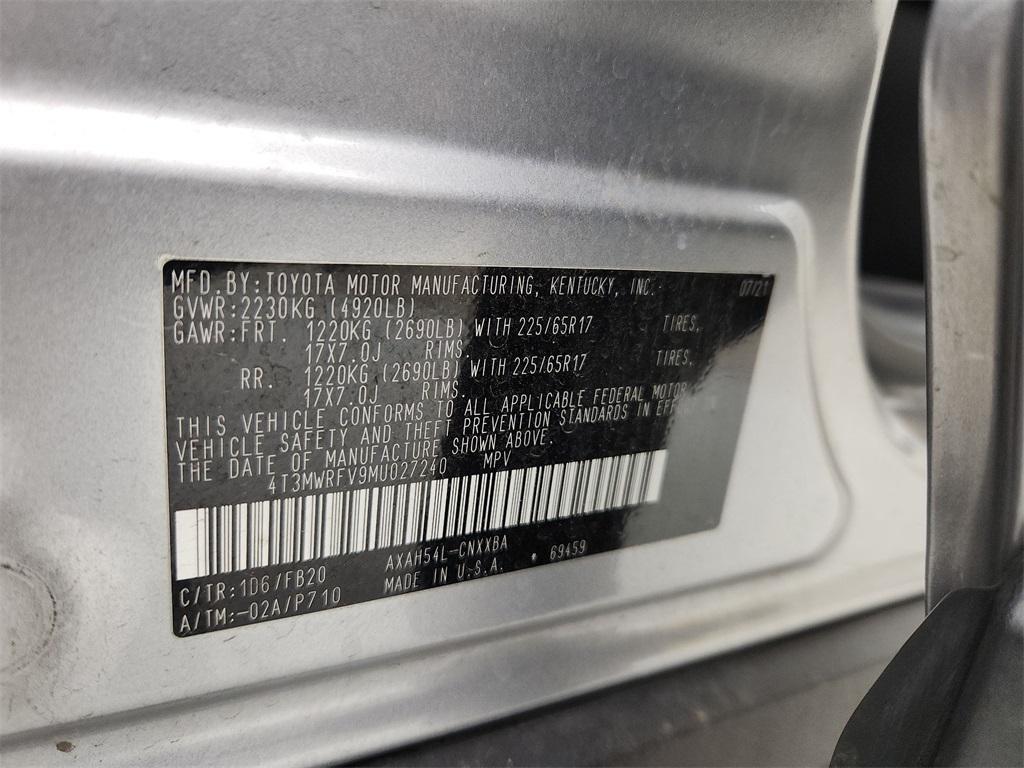 MFD. BY: TOYOTA MOTOR MANUFACTURING, KENTUCKY, INC. 07/21
GVWR: 2230KG (4920LB)
GAWR: FRT. 1220KG (2690LB) WITH 225/65R17 TIRES,
17X7.0J RIMS.
RR. 1220KG (2690LB) WITH 225/65R17 TIRES,
17X7.0J RIMS.
THIS VEHICLE CONFORMS TO ALL APPLICABLE FEDERAL MOTOR
VEHICLE SAFETY AND THEFT PREVENTION STANDARDS IN EFFECT
THE DATE OF MANUFACTURE SHOWN ABOVE.
4T3MWRFV9MU027240 MPV
C/TR: 1D6/FB20 AXAH54L-CNXXBA
A/TM: -02A/P710 MADE IN U.S.A. * 69459